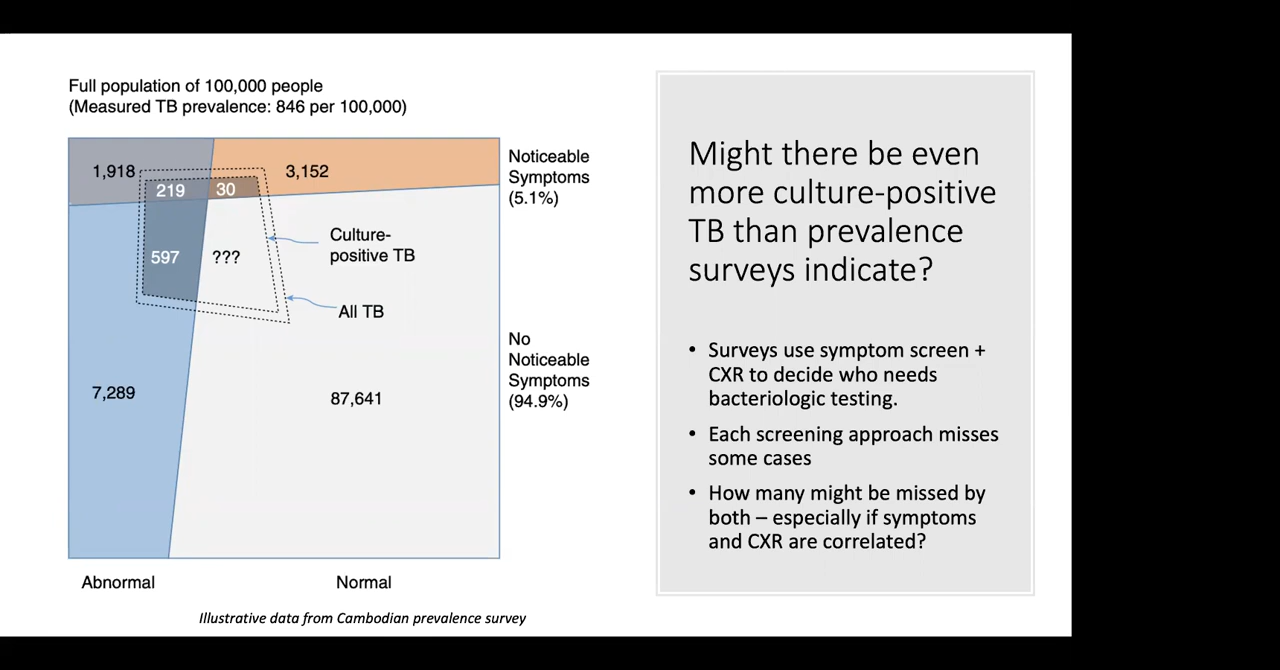 Full population of 100,000 people
(Measured TB prevalence: 846 per 100,000)
1,918
3,152
219
30
597
???
Culture-
positive TB
All TB
7,289
87,641
Noticeable
Symptoms
(5.1%)
No
Noticeable
Symptoms
(94.9%)
Abnormal
Normal
Illustrative data from Cambodian prevalence survey
Might there be even
more culture-positive
TB than prevalence
surveys indicate?
• Surveys use symptom screen +
CXR to decide who needs
bacteriologic testing.
• Each screening approach misses
some cases
• How many might be missed by
both – especially if symptoms
and CXR are correlated?